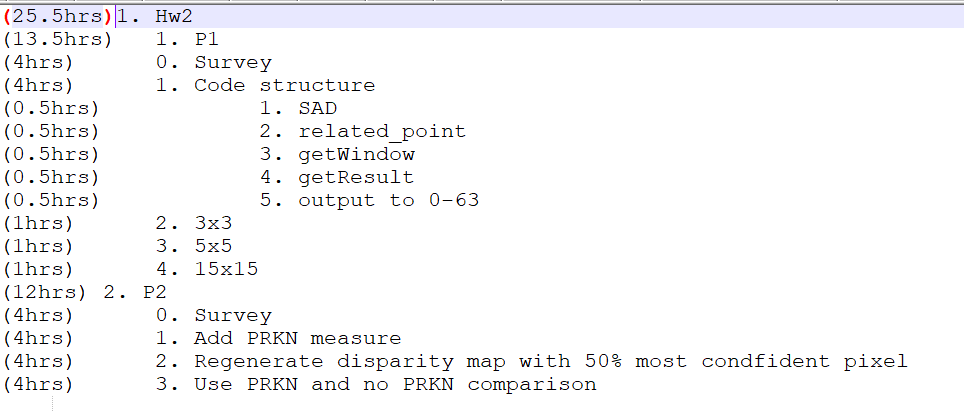 (25.5hrs)1. Hw2
(13.5hrs) 1. P1
(4hrs) 0. Survey
(4hrs) 1. Code structure
(0.5hrs) 1. SAD
(0.5hrs) 2. related_point
(0.5hrs) 3. getWindow
(0.5hrs) 4. getResult
(0.5hrs) 5. output to 0-63
(1hrs) 2. 3x3
(1hrs) 3. 5x5
(1hrs) 4. 15x15
(12hrs) 2. P2
(4hrs) 0. Survey
(4hrs) 1. Add PRKN measure
(4hrs) 2. Regenerate disparity map with 50% most condfident pixel
(4hrs) 3. Use PRKN and no PRKN comparison